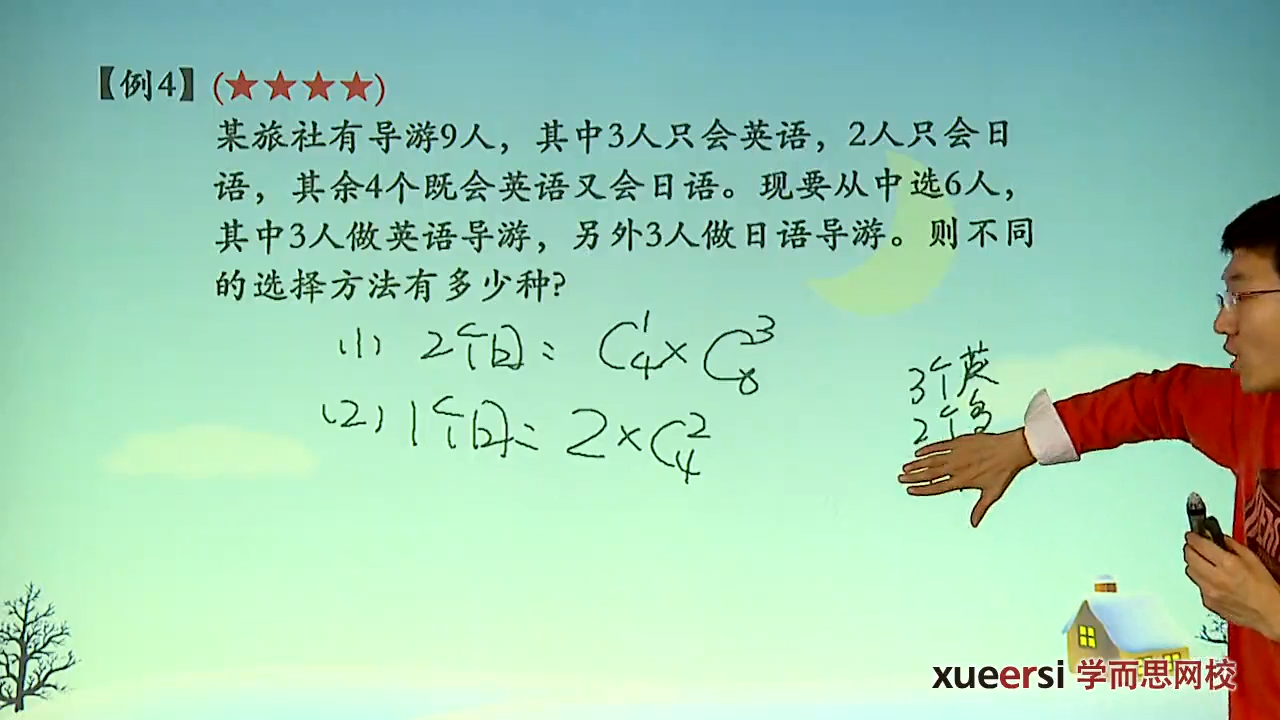 【例4】(★★★★)
某旅社有导游9人，其中3人只会英语，2人只会日
语，其余4个既会英语又会日语。现要从中选6人，
其中3人做英语导游，另外3人做日语导游。则不同
的选择方法有多少种?
(1) 2个日: C₄¹×C₆³
(2) 1个日: 2×C₄²
3个英
2个多
xueersi 学而思网校